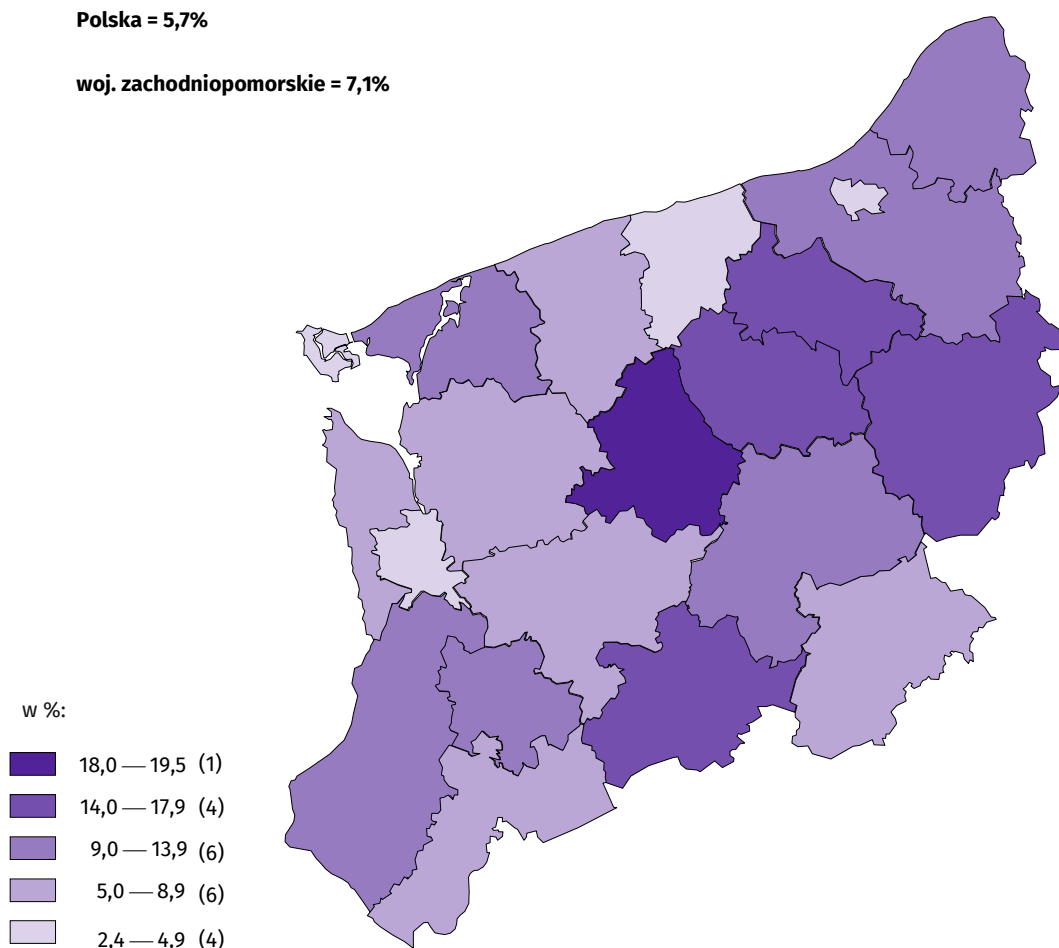 Polska = 5,7%
woj. zachodniopomorskie = 7,1%
w %:
18,0 — 19,5 (1)
14,0 — 17,9 (4)
9,0 — 13,9 (6)
5,0 — 8,9 (6)
2,4 — 4,9 (4)